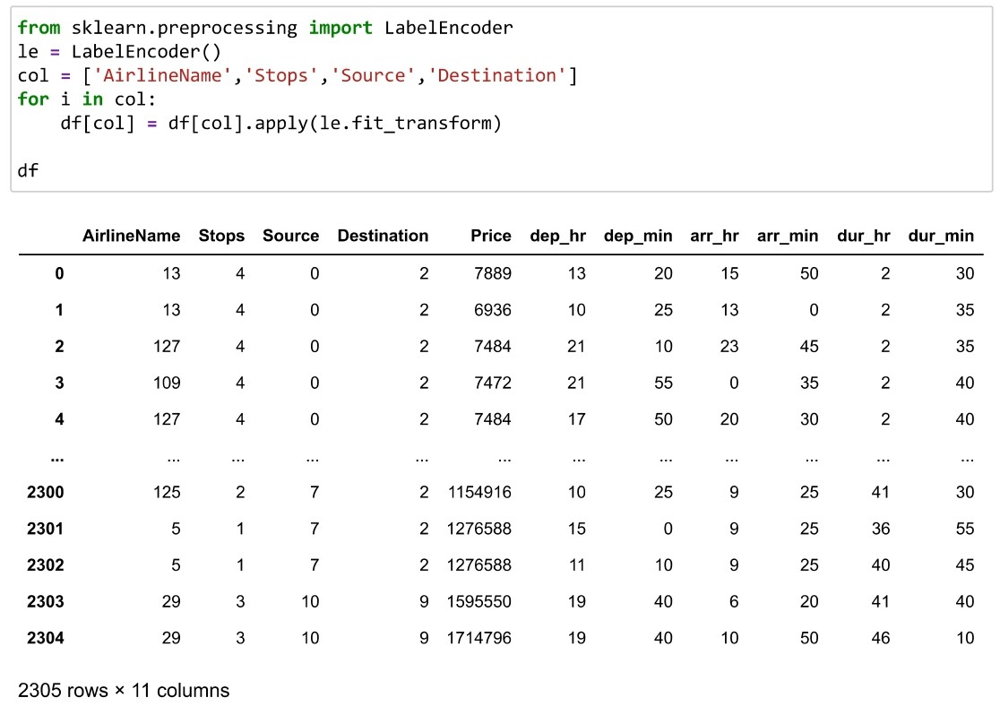 from sklearn.preprocessing import LabelEncoder
le = LabelEncoder()
col = ['AirlineName','Stops','Source','Destination']
for i in col:
    df[col] = df[col].apply(le.fit_transform)
df
AirlineName Stops Source Destination Price dep_hr dep_min arr_hr arr_min dur_hr dur_min
0 13 4 0 2 7889 13 20 15 50 2 30
1 13 4 0 2 6936 10 25 13 0 2 35
2 127 4 0 2 7484 21 10 23 45 2 35
3 109 4 0 2 7472 21 55 0 35 2 40
4 127 4 0 2 7484 17 50 20 30 2 40
... ... ... ... ... ... ... ... ... ... ... ...
2300 125 2 7 2 1154916 10 25 9 25 41 30
2301 5 1 7 2 1276588 15 0 9 25 36 55
2302 5 1 7 2 1276588 11 10 9 25 40 45
2303 29 3 10 9 1595550 19 40 6 20 41 40
2304 29 3 10 9 1714796 19 40 10 50 46 10
2305 rows × 11 columns